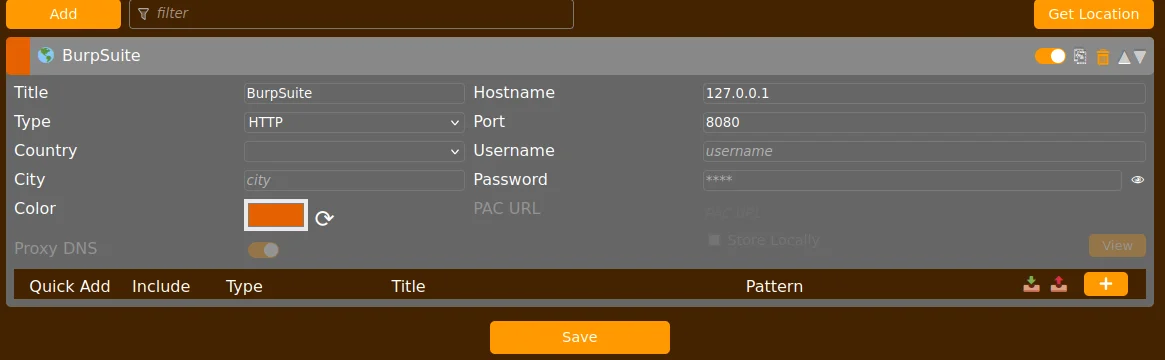 Add filter Get Location
BurpSuite
Title BurpSuite Hostname 127.0.0.1
Type HTTP Port 8080
Country Username username
City city Password ****
Color PAC URL PAC URL
Store Locally
Proxy DNS View
Quick Add Include Type Title Pattern +
Save